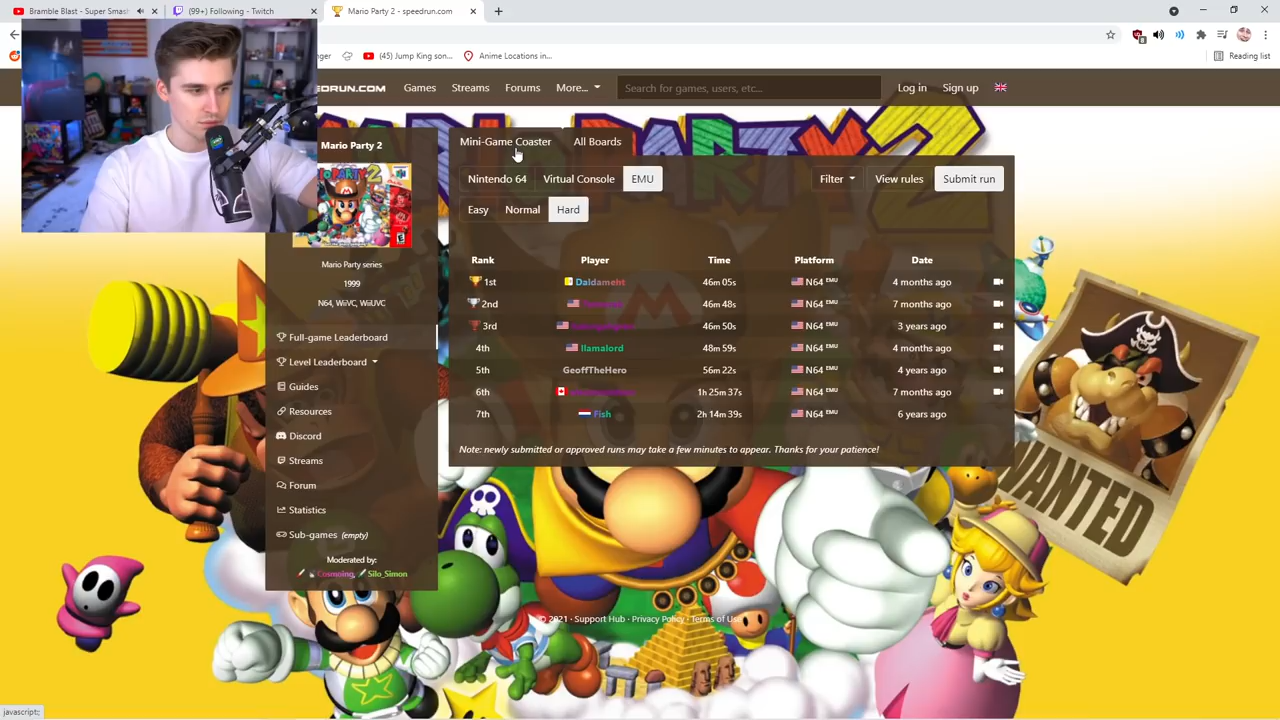 Bramble Blast - Super Smas
(99+) Following - Twitch
Mario Party 2 - speedrun.com
(45) Jump King son...
Anime Locations in...
Reading list
EDRUN.COM
Games
Streams
Forums
More...
Search for games, users, etc...
Log in
Sign up
Mario Party 2
Mini-Game Coaster
All Boards
Nintendo 64
Virtual Console
EMU
Filter
View rules
Submit run
Easy
Normal
Hard
Mario Party series
1999
N64, WiiVC, WiiUVC
Full-game Leaderboard
Level Leaderboard
Guides
Resources
Discord
Streams
Forum
Statistics
Sub-games (empty)
Moderated by:
Cosmoing, Silo_Simon
Rank Player Time Platform Date
1st Daldameht 46m 05s N64 EMU 4 months ago
2nd 46m 48s N64 EMU 7 months ago
3rd 46m 50s N64 EMU 3 years ago
4th llamalord 48m 59s N64 EMU 4 months ago
5th GeoffTheHero 56m 22s N64 EMU 4 years ago
6th 1h 25m 37s N64 EMU 7 months ago
7th Fish 2h 14m 39s N64 EMU 6 years ago
Note: newly submitted or approved runs may take a few minutes to appear. Thanks for your patience!
WANTED
© 2021 · Support Hub · Privacy Policy · Terms of Use
javascript:;